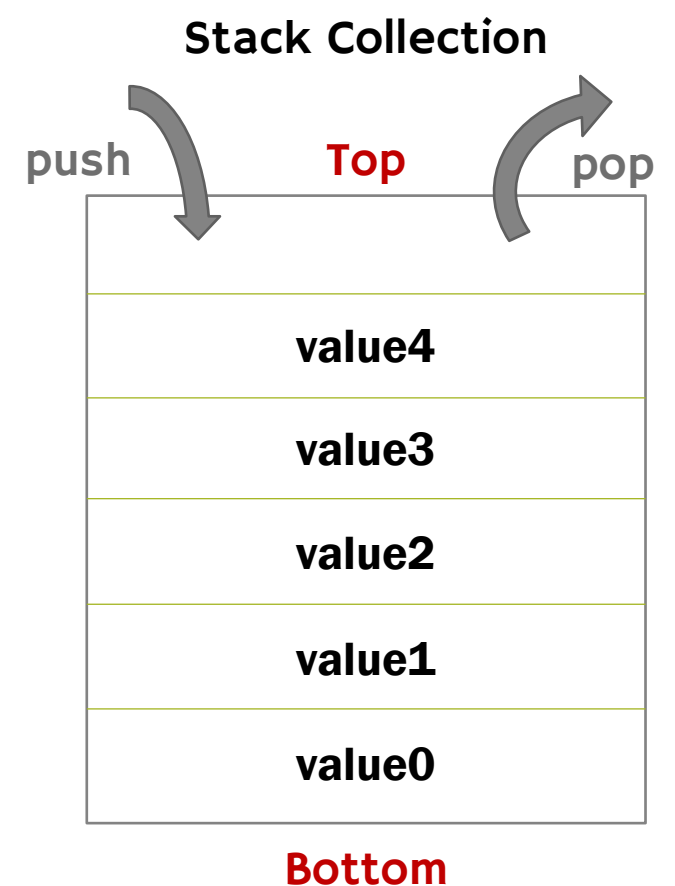 Stack Collection
push
Top
pop
value4
value3
value2
value1
value0
Bottom